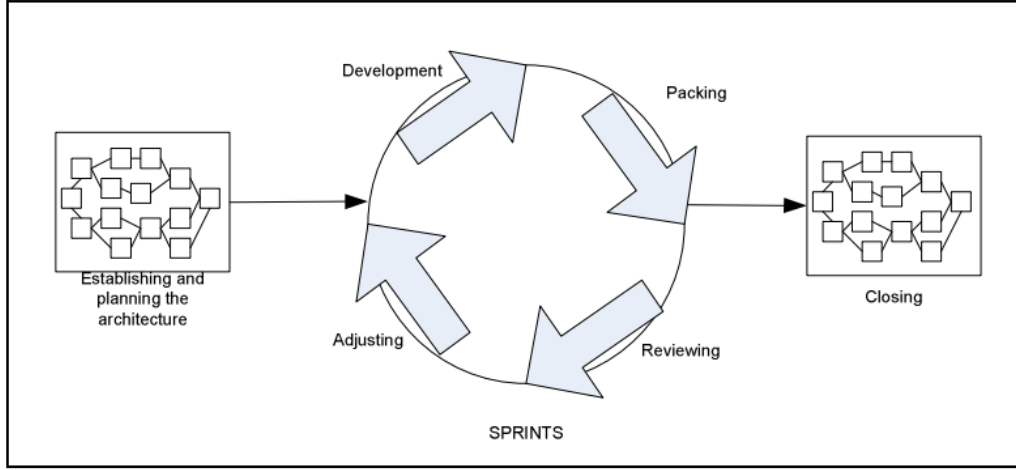 Development
Packing
Establishing and
planning the
architecture
Closing
Adjusting
Reviewing
SPRINTS